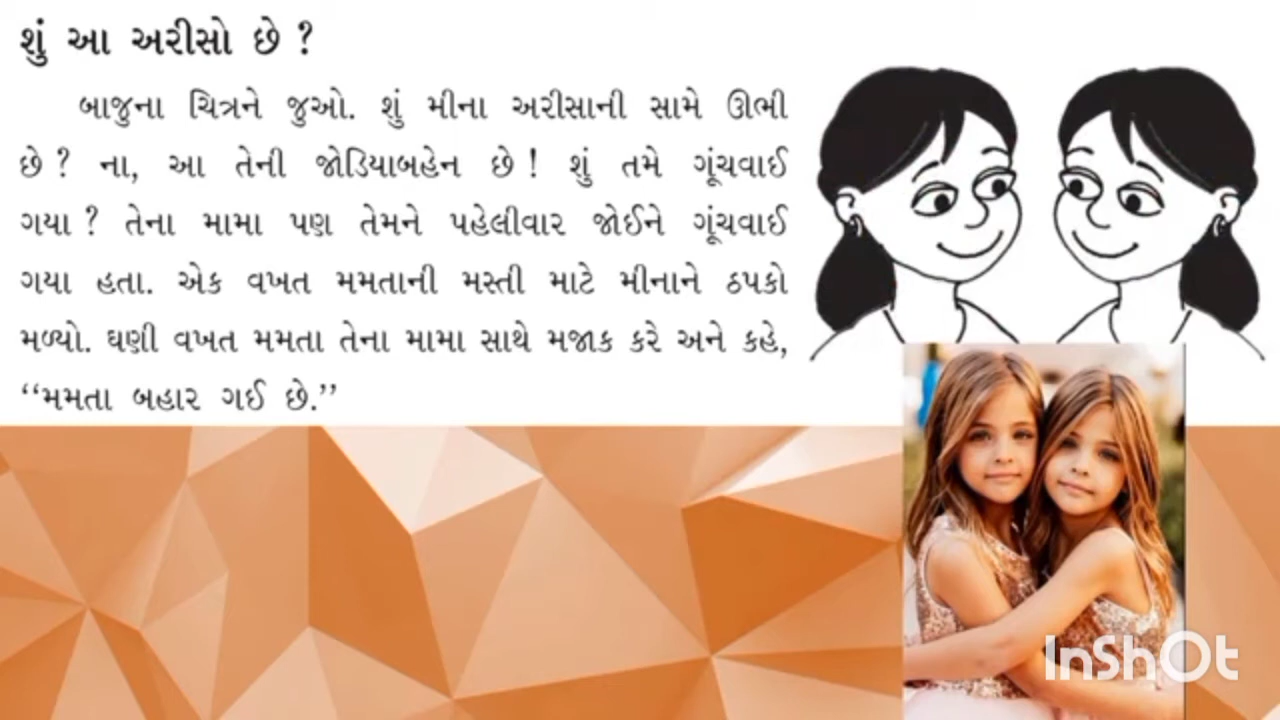 શું આ અરીસો છે ?
બાજુના ચિત્રને જુઓ. શું મીના અરીસાની સામે ઊભી
છે ? ના, આ તેની જોડિયાબહેન છે ! શું તમે ગૂંચવાઈ
ગયા ? તેના મામા પણ તેમને પહેલીવાર જોઈને ગૂંચવાઈ
ગયા હતા. એક વખત મમતાની મસ્તી માટે મીનાને ઠપકો
મળ્યો. ઘણી વખત મમતા તેના મામા સાથે મજાક કરે અને કહે,
“મમતા બહાર ગઈ છે.”
InShOt